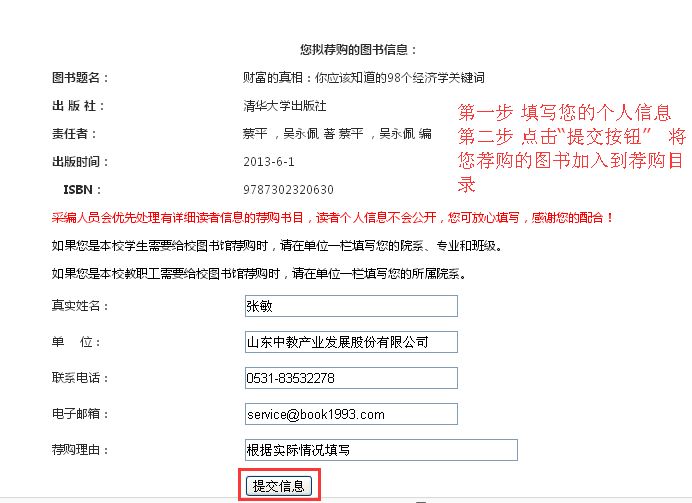 您拟荐购的图书信息：
图书题名： 财富的真相：你应该知道的98个经济学关键词
出 版 社： 清华大学出版社
责任者： 蔡平 ，吴永佩 著 蔡平 ，吴永佩 编
出版时间： 2013-6-1
ISBN： 9787302320630
第一步 填写您的个人信息
第二步 点击“提交按钮” 将
您荐购的图书加入到荐购目
录
采编人员会优先处理有详细读者信息的荐购书目，读者个人信息不会公开，您可放心填写，感谢您的配合！
如果您是本校学生需要给校图书馆荐购时，请在单位一栏填写您的院系、专业和班级。
如果您是本校教职工需要给校图书馆荐购时，请在单位一栏填写您的所属院系。
真实姓名： 张敏
单 位： 山东中教产业发展股份有限公司
联系电话： 0531-83532278
电子邮箱： service@book1993.com
荐购理由： 根据实际情况填写
提交信息